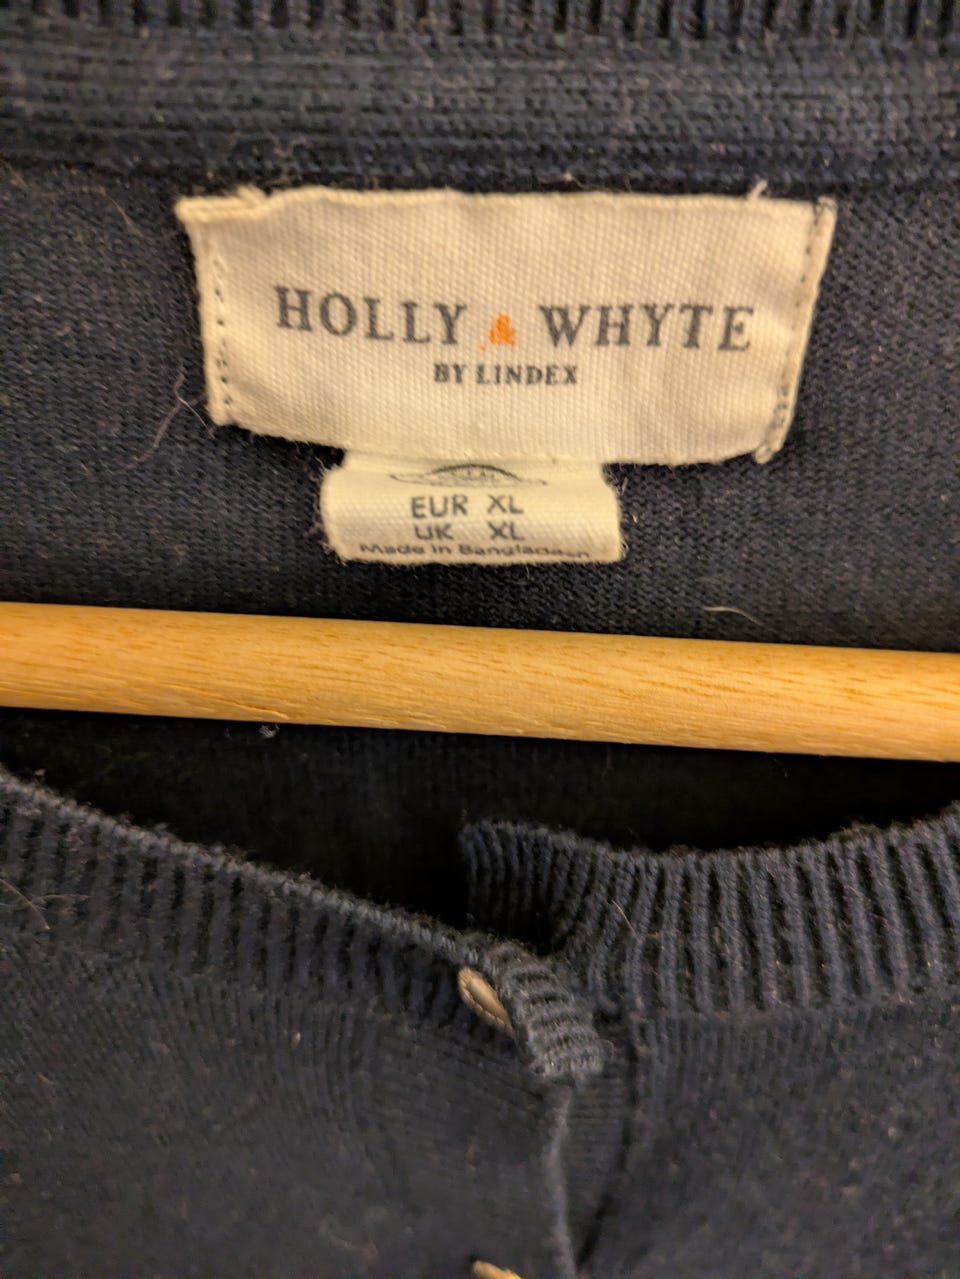 HOLLY & WHYTE
BY LINDEX
EUR XL
UK XL
Made in Bangladesh